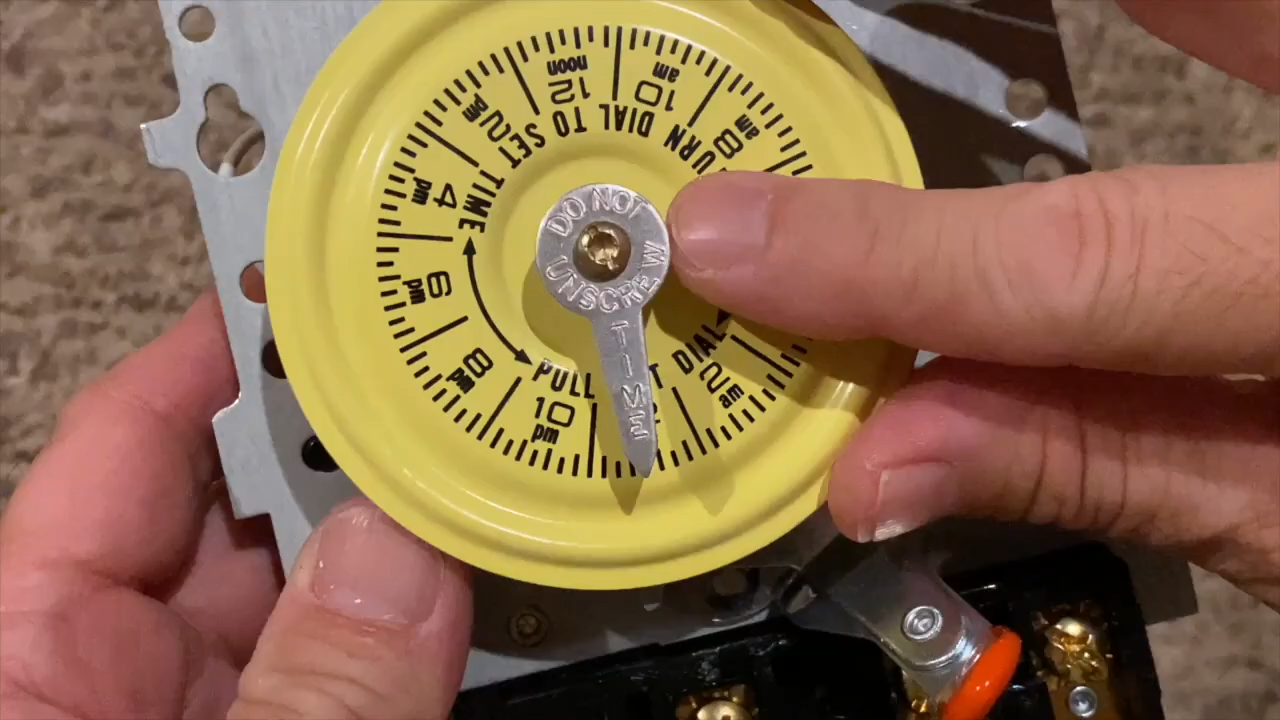 DO NOT
UNSCREW
TIME
DIAL TO SET TIME
PULL
DIAL
12 noon
2 pm
4 pm
6 pm
8 pm
10 pm
2 am
8 am
10 am